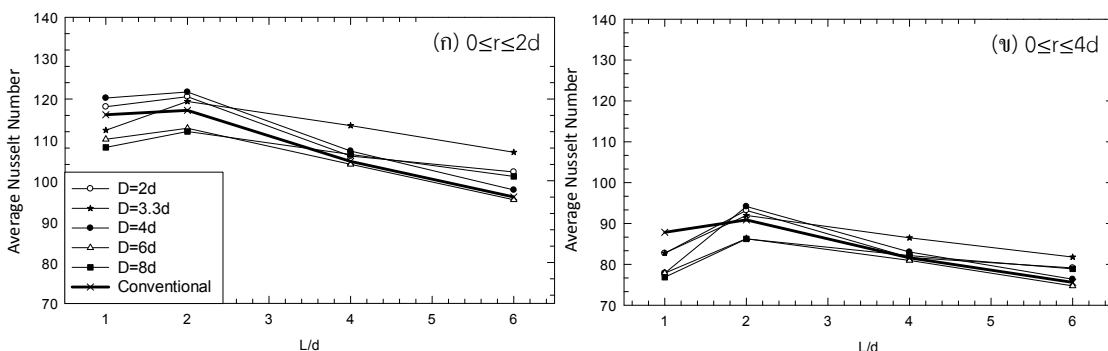 (ก) 0≤r≤2d
140
130
120
110
100
90
80
70
Average Nusselt Number
D=2d
D=3.3d
D=4d
D=6d
D=8d
Conventional
1 2 3 4 5 6
L/d
(ข) 0≤r≤4d
140
130
120
110
100
90
80
70
Average Nusselt Number
1 2 3 4 5 6
L/d